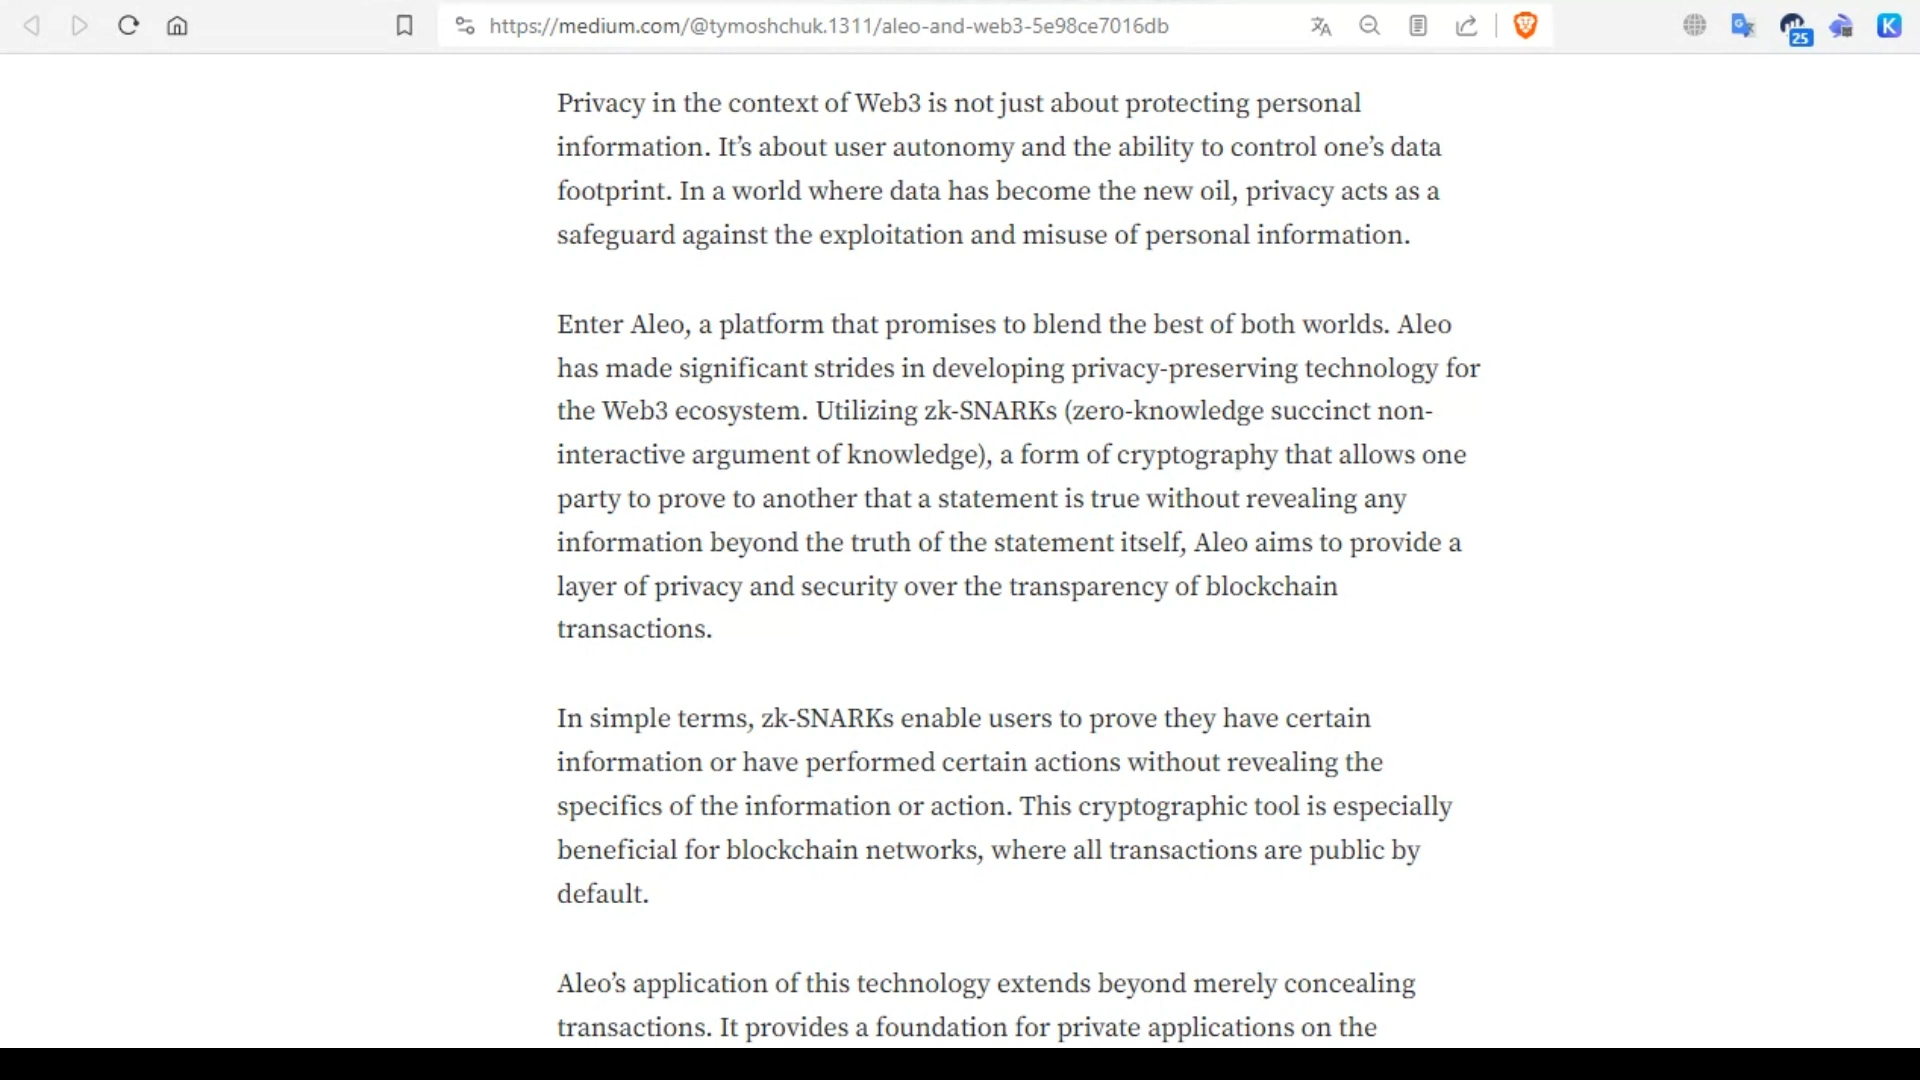 https://medium.com/@tymoshchuk.1311/aleo-and-web3-5e98ce7016db
25
K
Privacy in the context of Web3 is not just about protecting personal
information. It’s about user autonomy and the ability to control one’s data
footprint. In a world where data has become the new oil, privacy acts as a
safeguard against the exploitation and misuse of personal information.
Enter Aleo, a platform that promises to blend the best of both worlds. Aleo
has made significant strides in developing privacy-preserving technology for
the Web3 ecosystem. Utilizing zk-SNARKs (zero-knowledge succinct non-
interactive argument of knowledge), a form of cryptography that allows one
party to prove to another that a statement is true without revealing any
information beyond the truth of the statement itself, Aleo aims to provide a
layer of privacy and security over the transparency of blockchain
transactions.
In simple terms, zk-SNARKs enable users to prove they have certain
information or have performed certain actions without revealing the
specifics of the information or action. This cryptographic tool is especially
beneficial for blockchain networks, where all transactions are public by
default.
Aleo’s application of this technology extends beyond merely concealing
transactions. It provides a foundation for private applications on the